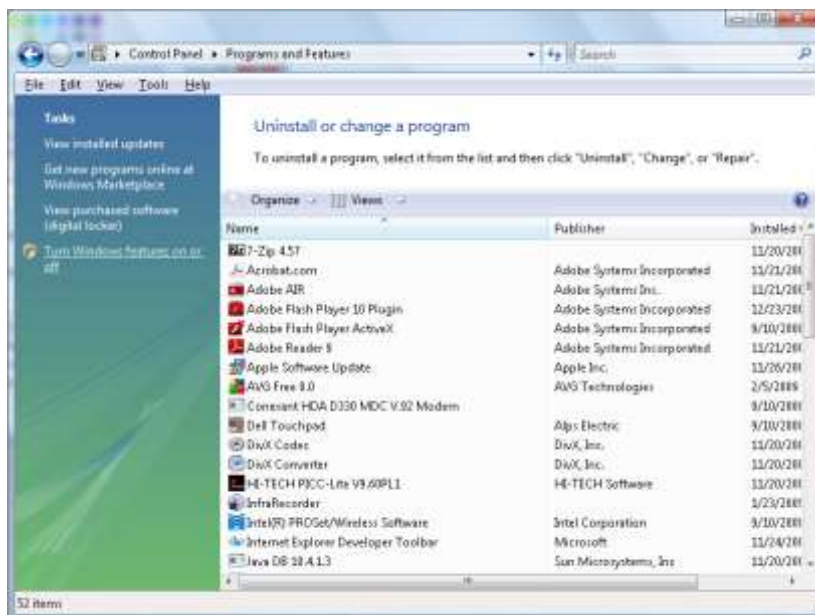 Control Panel ▸ Programs and Features
Search
File Edit View Tools Help
Tasks
View installed updates
Get new programs online at
Windows Marketplace
View purchased software
(digital locker)
Turn Windows features on or
off
Uninstall or change a program
To uninstall a program, select it from the list and then click "Uninstall", "Change", or "Repair".
Organize Views
Name Publisher Installed
7-Zip 4.57 11/20/200
Acrobat.com Adobe Systems Incorporated 11/21/200
Adobe AIR Adobe Systems Inc. 11/21/200
Adobe Flash Player 10 Plugin Adobe Systems Incorporated 12/23/200
Adobe Flash Player ActiveX Adobe Systems Incorporated 9/10/200
Adobe Reader 9 Adobe Systems Incorporated 11/21/200
Apple Software Update Apple Inc. 11/26/200
AVG Free 8.0 AVG Technologies 2/5/2009
Conexant HDA D330 MDC V.92 Modem 9/10/200
Dell Touchpad Alps Electric 9/10/200
DivX Codec DivX, Inc. 11/20/200
DivX Converter DivX, Inc. 11/20/200
HI-TECH PICC-Lite V9.60PL1 HI-TECH Software 11/20/200
InfraRecorder 1/23/200
Intel(R) PROSet/Wireless Software Intel Corporation 9/10/200
Internet Explorer Developer Toolbar Microsoft 11/24/200
Java DB 10.4.1.3 Sun Microsystems, Inc 11/20/200
52 items